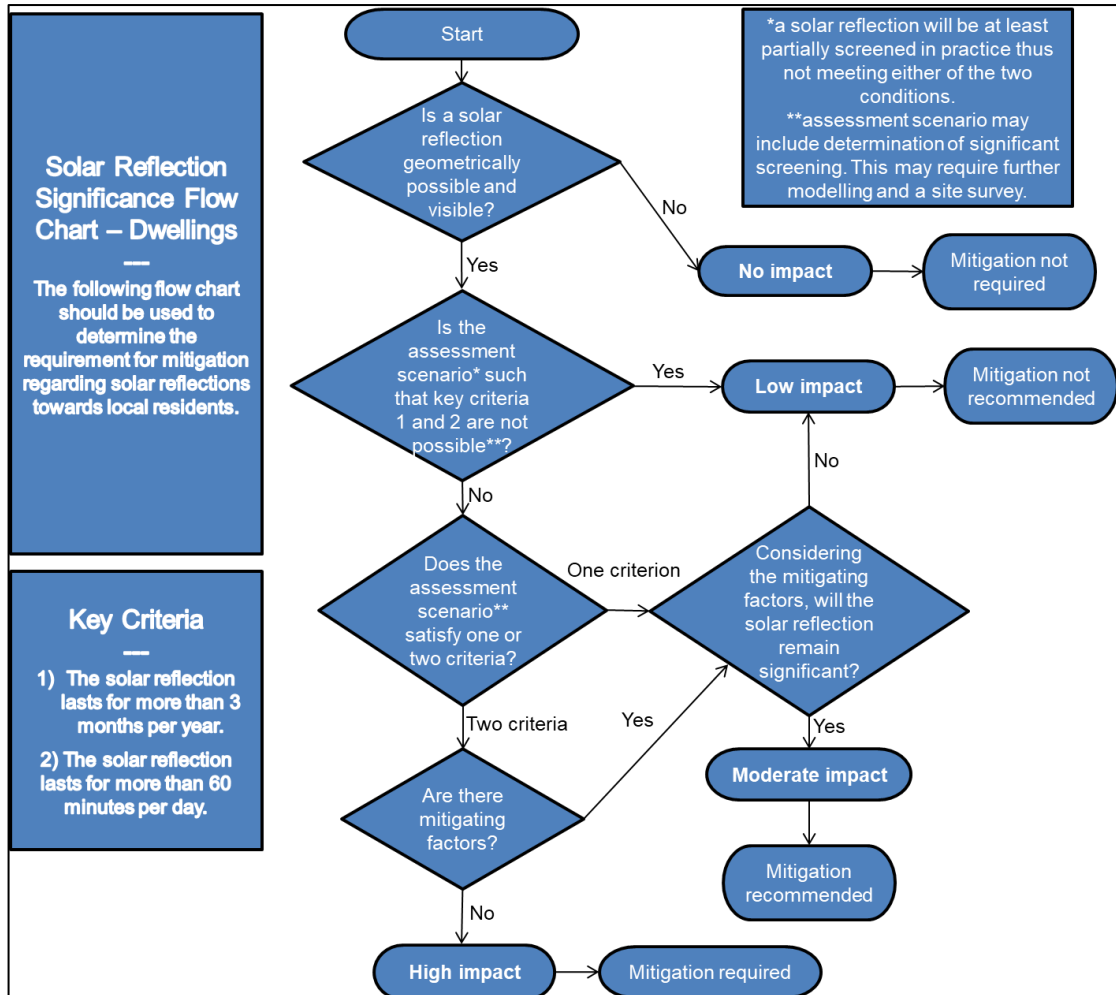 Solar Reflection
Significance Flow
Chart – Dwellings
---
The following flow chart
should be used to
determine the
requirement for mitigation
regarding solar reflections
towards local residents.
Key Criteria
---
1) The solar reflection
lasts for more than 3
months per year.
2) The solar reflection
lasts for more than 60
minutes per day.
Start
*a solar reflection will be at least
partially screened in practice thus
not meeting either of the two
conditions.
**assessment scenario may
include determination of significant
screening. This may require further
modelling and a site survey.
Is a solar
reflection
geometrically
possible and
visible?
No
No impact
Mitigation not
required
Yes
Is the
assessment
scenario* such
that key criteria
1 and 2 are not
possible**?
Yes
Low impact
Mitigation not
recommended
No
No
Does the
assessment
scenario**
satisfy one or
two criteria?
One criterion
Considering
the mitigating
factors, will the
solar reflection
remain
significant?
Two criteria
Yes
Yes
Are there
mitigating
factors?
Moderate impact
Mitigation
recommended
No
High impact
Mitigation required